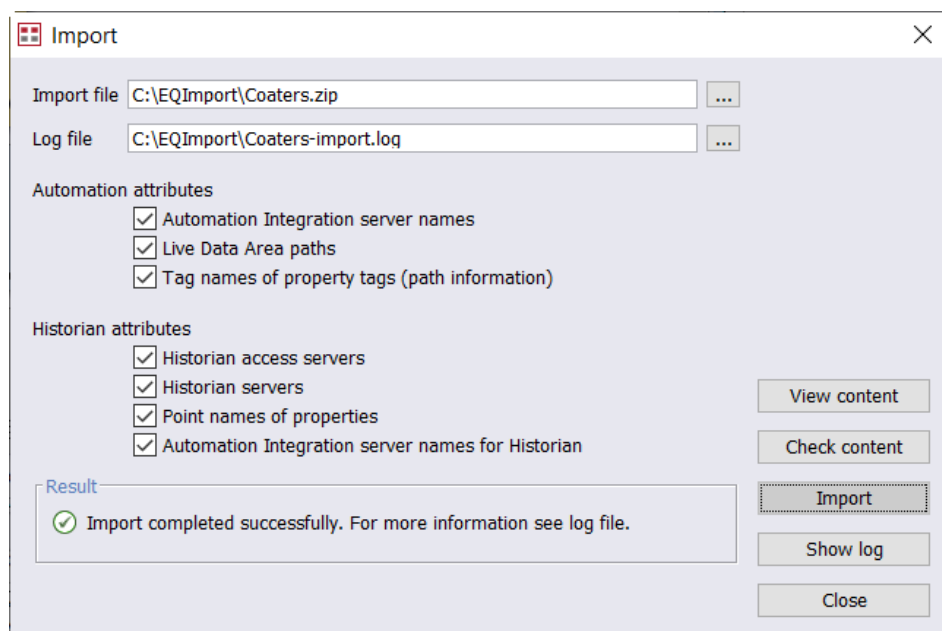 Import
Import file C:\EQImport\Coaters.zip ...
Log file C:\EQImport\Coaters-import.log ...
Automation attributes
Automation Integration server names
Live Data Area paths
Tag names of property tags (path information)
Historian attributes
Historian access servers
Historian servers
Point names of properties
Automation Integration server names for Historian
View content
Check content
Result
Import completed successfully. For more information see log file.
Import
Show log
Close